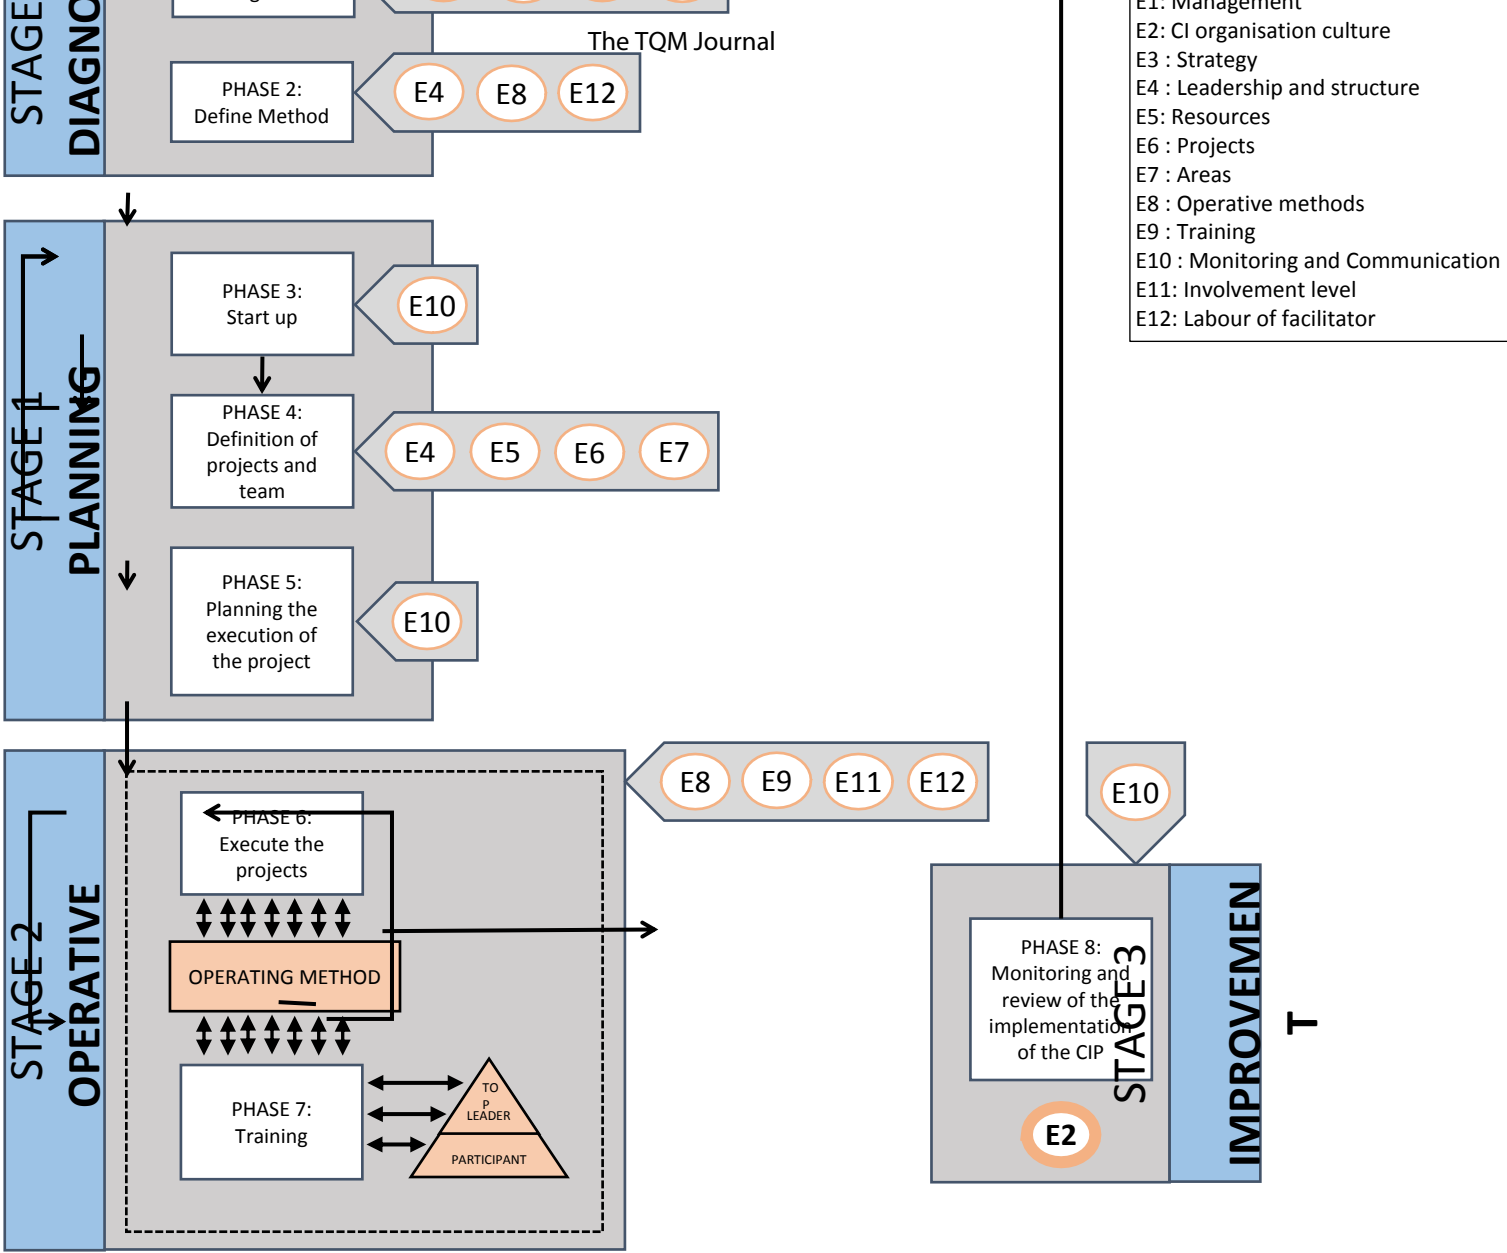 STAGE
DIAGNO
The TQM Journal
PHASE 2:
Define Method
E4
E8
E12
E1: Management
E2: CI organisation culture
E3 : Strategy
E4 : Leadership and structure
E5: Resources
E6 : Projects
E7 : Areas
E8 : Operative methods
E9 : Training
E10 : Monitoring and Communication
E11: Involvement level
E12: Labour of facilitator
STAGE 1
PLANNING
PHASE 3:
Start up
E10
PHASE 4:
Definition of
projects and
team
E4
E5
E6
E7
PHASE 5:
Planning the
execution of
the project
E10
STAGE 2
OPERATIVE
E8
E9
E11
E12
PHASE 6:
Execute the
projects
OPERATING METHOD
PHASE 7:
Training
TO
P
LEADER
PARTICIPANT
E10
PHASE 8:
Monitoring and
review of the
implementation
of the CIP
E2
STAGE 3
IMPROVEMEN
T